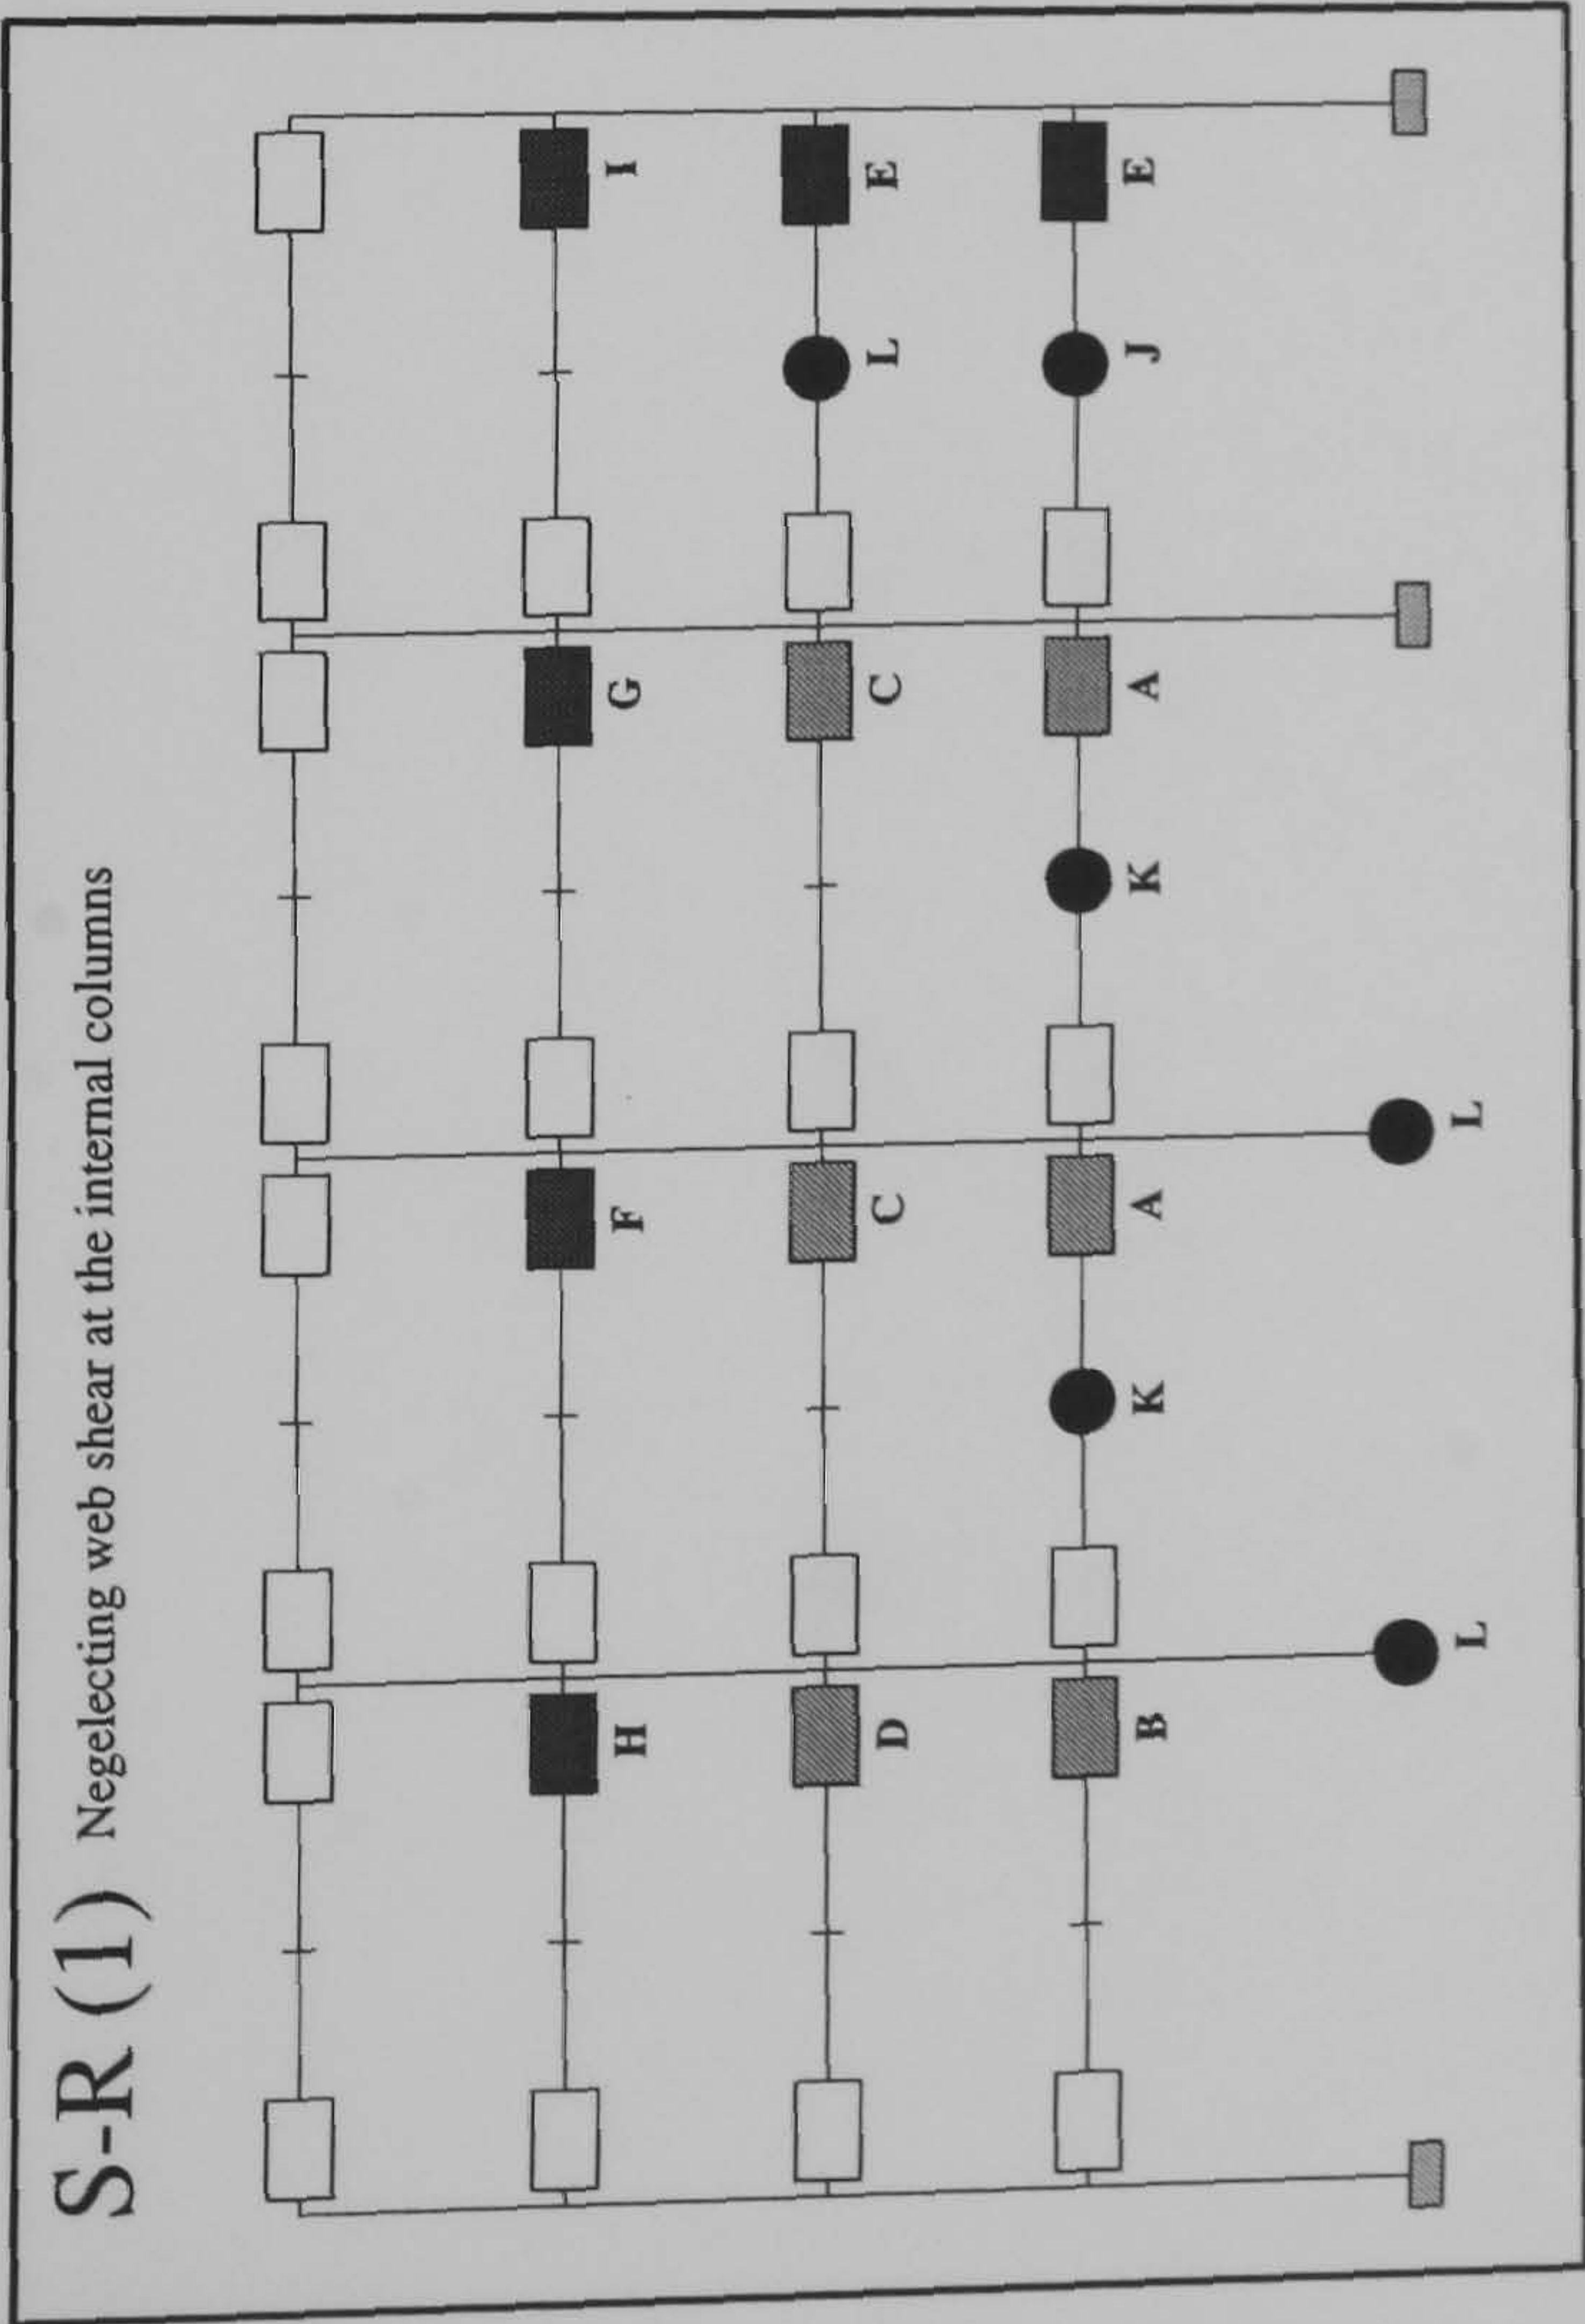 S-R (1) Negelecting web shear at the internal columns
H F G I
D C C L E
B K A K A J E
L L